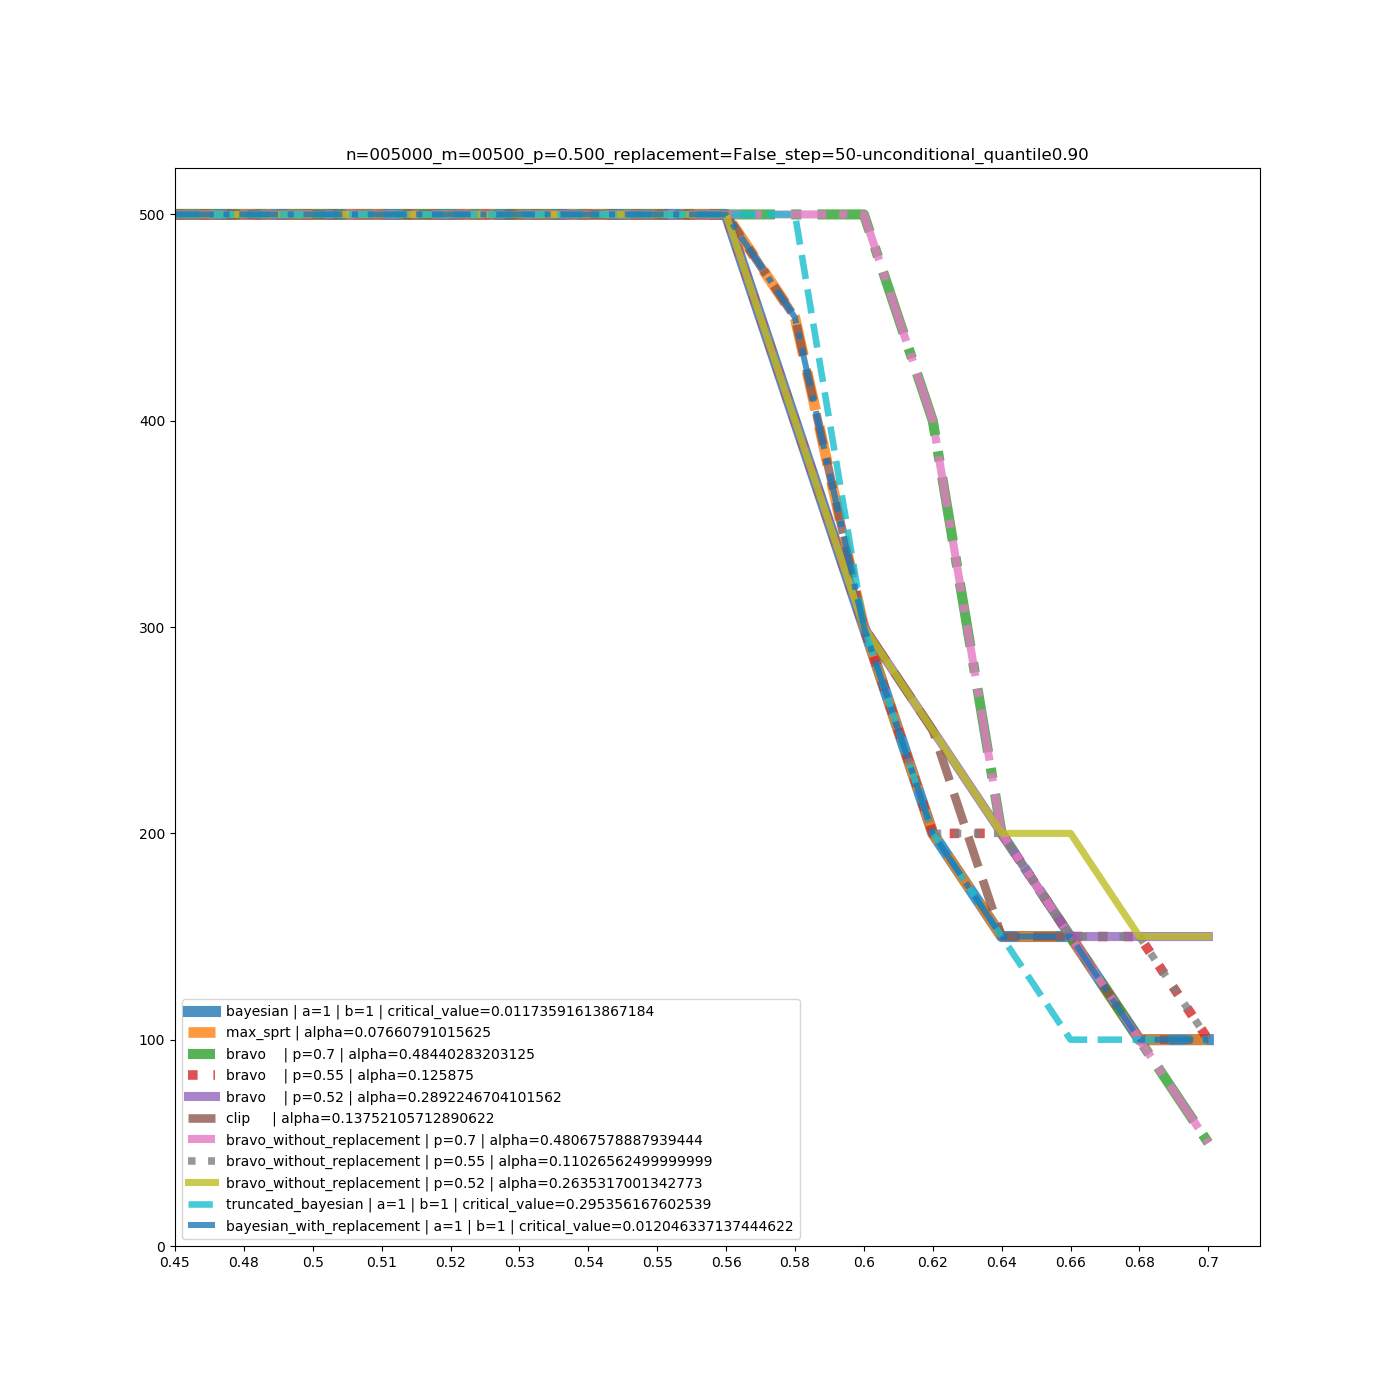 n=005000_m=00500_p=0.500_replacement=False_step=50-unconditional_quantile0.90
500
400
300
200
100
0
bayesian | a=1 | b=1 | critical_value=0.01173591613867184
max_sprt | alpha=0.07660791015625
bravo | p=0.7 | alpha=0.48440283203125
bravo | p=0.55 | alpha=0.125875
bravo | p=0.52 | alpha=0.2892246704101562
clip | alpha=0.13752105712890622
bravo_without_replacement | p=0.7 | alpha=0.48067578887939444
bravo_without_replacement | p=0.55 | alpha=0.11026562499999999
bravo_without_replacement | p=0.52 | alpha=0.2635317001342773
truncated_bayesian | a=1 | b=1 | critical_value=0.295356167602539
bayesian_with_replacement | a=1 | b=1 | critical_value=0.012046337137444622
0.45 0.48 0.5 0.51 0.52 0.53 0.54 0.55 0.56 0.58 0.6 0.62 0.64 0.66 0.68 0.7